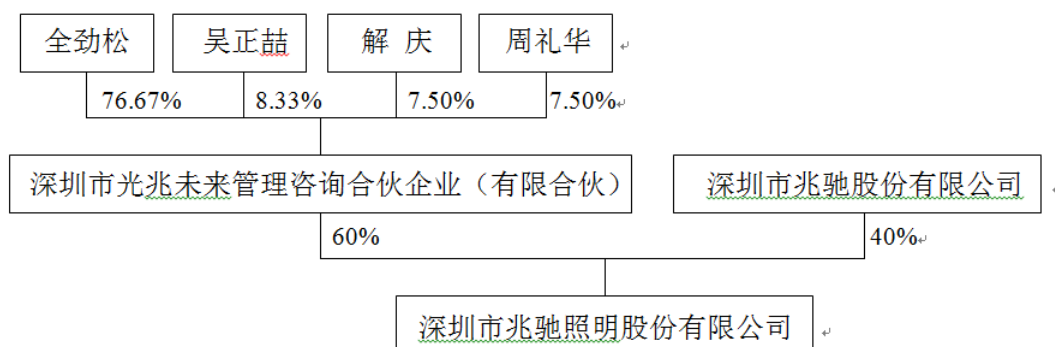 全劲松 吴正喆 解 庆 周礼华
76.67% 8.33% 7.50% 7.50%
深圳市光兆未来管理咨询合伙企业（有限合伙） 深圳市兆驰股份有限公司
60% 40%
深圳市兆驰照明股份有限公司